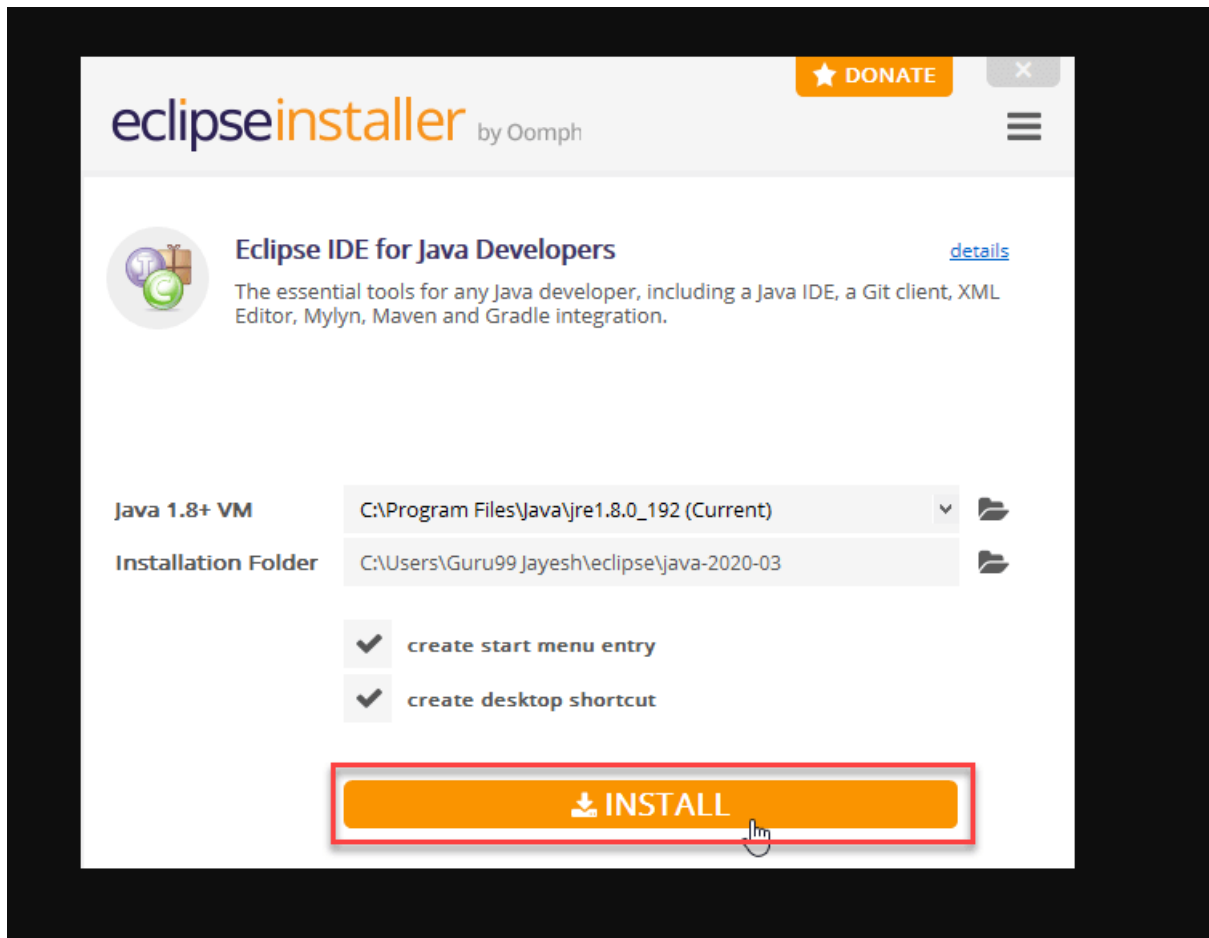 DONATE
eclipseinstaller by Oomph
Eclipse IDE for Java Developers
details
The essential tools for any Java developer, including a Java IDE, a Git client, XML
Editor, Mylyn, Maven and Gradle integration.
Java 1.8+ VM
C:\Program Files\Java\jre1.8.0_192 (Current)
Installation Folder
C:\Users\Guru99 Jayesh\eclipse\java-2020-03
create start menu entry
create desktop shortcut
INSTALL